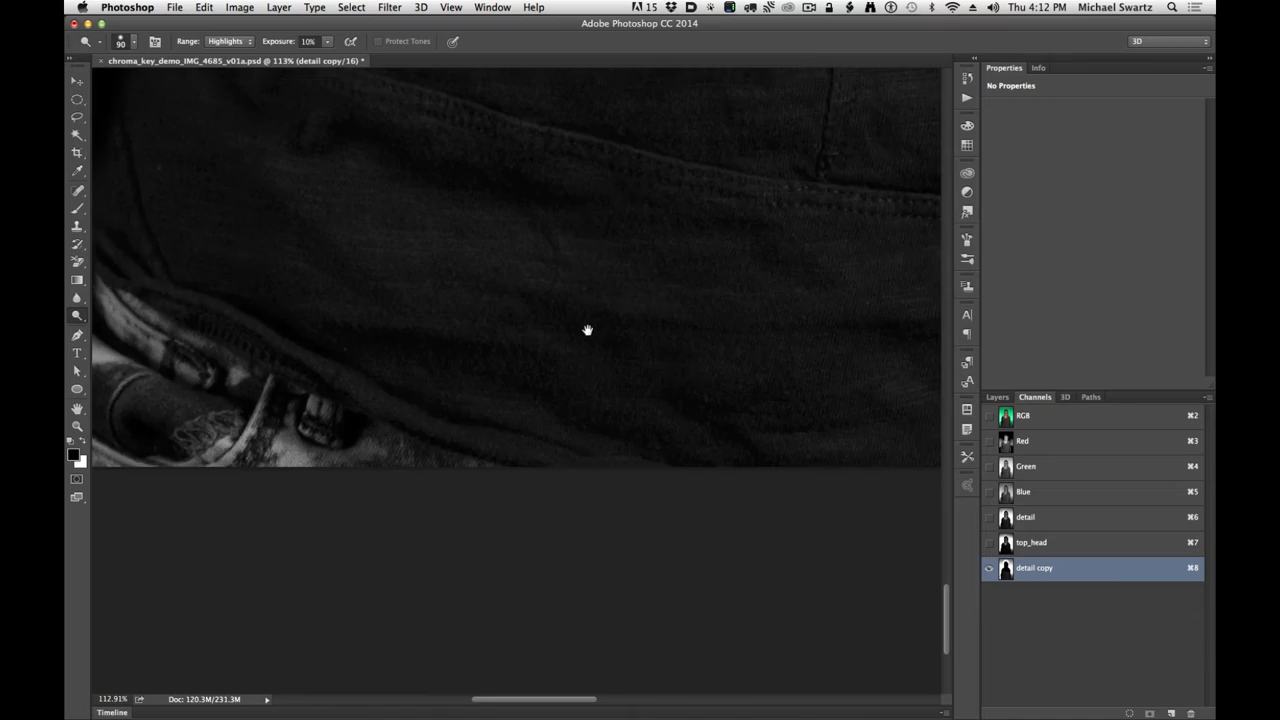 Photoshop File Edit Image Layer Type Select Filter 3D View Window Help 15 Thu 4:12 PM Michael Swartz
Adobe Photoshop CC 2014
90 Range: Highlights Exposure: 10% Protect Tones 3D
× chroma_key_demo_IMG_4685_v01a.psd @ 113% (detail copy/16) *
Properties Info
No Properties
Layers Channels 3D Paths
RGB ⌘2
Red ⌘3
Green ⌘4
Blue ⌘5
detail ⌘6
top_head ⌘7
detail copy ⌘8
112.91% Doc: 120.3M/231.3M
Timeline